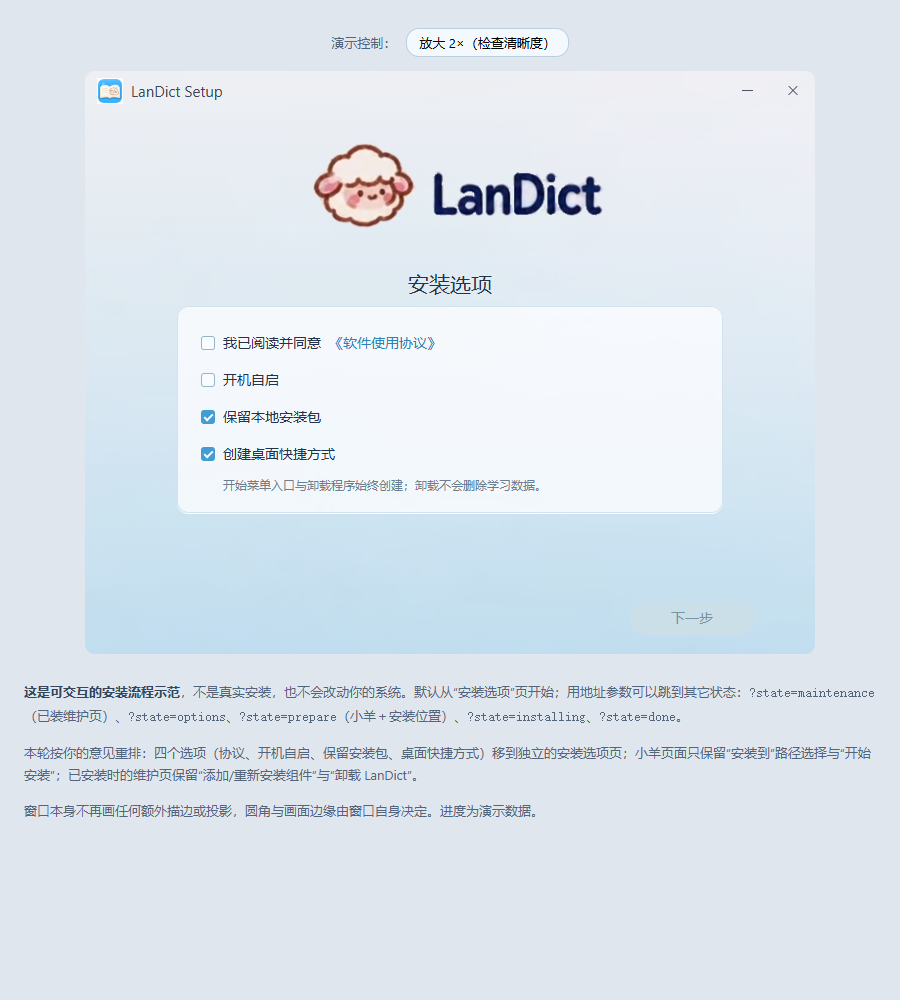 演示控制： 放大 2×（检查清晰度）
LanDict Setup
LanDict
安装选项
我已阅读并同意 《软件使用协议》
开机自启
保留本地安装包
创建桌面快捷方式
开始菜单入口与卸载程序始终创建；卸载不会删除学习数据。
下一步
这是可交互的安装流程示范，不是真实安装，也不会改动你的系统。默认从“安装选项”页开始；用地址参数可以跳到其它状态：?state=maintenance
（已装维护页）、?state=options、?state=prepare（小羊＋安装位置）、?state=installing、?state=done。
本轮按你的意见重排：四个选项（协议、开机自启、保留安装包、桌面快捷方式）移到独立的安装选项页；小羊页面只保留“安装到”路径选择与“开始
安装”；已安装时的维护页保留“添加/重新安装组件”与“卸载 LanDict”。
窗口本身不再画任何额外描边或投影，圆角与画面边缘由窗口自身决定。进度为演示数据。